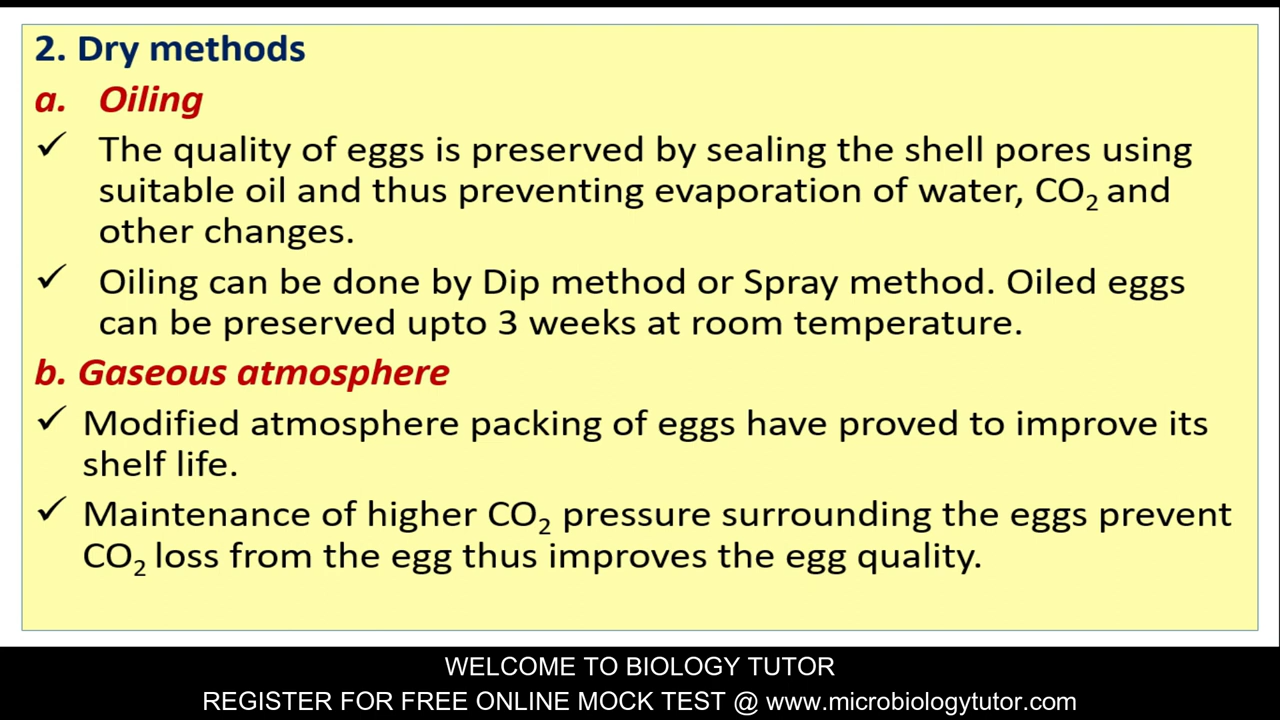 2. Dry methods
a. Oiling
✓ The quality of eggs is preserved by sealing the shell pores using
suitable oil and thus preventing evaporation of water, CO₂ and
other changes.
✓ Oiling can be done by Dip method or Spray method. Oiled eggs
can be preserved upto 3 weeks at room temperature.
b. Gaseous atmosphere
✓ Modified atmosphere packing of eggs have proved to improve its
shelf life.
✓ Maintenance of higher CO₂ pressure surrounding the eggs prevent
CO₂ loss from the egg thus improves the egg quality.
WELCOME TO BIOLOGY TUTOR
REGISTER FOR FREE ONLINE MOCK TEST @ www.microbiologytutor.com